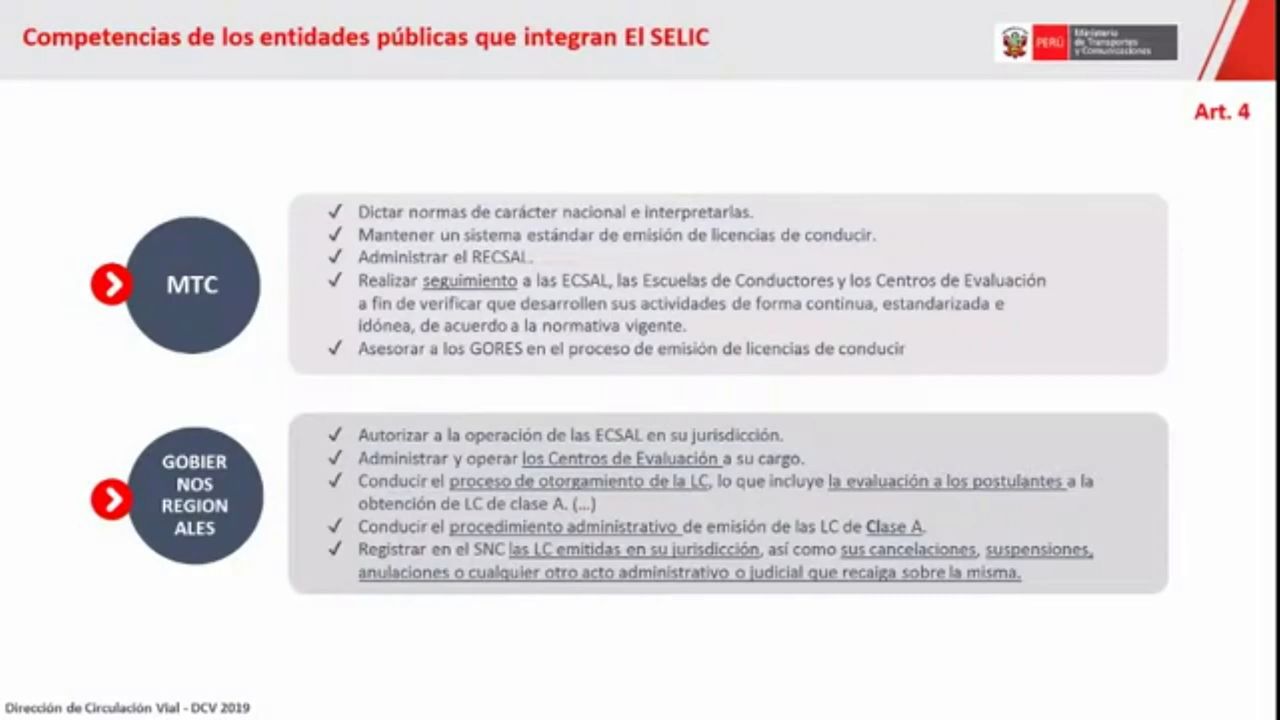 Competencias de los entidades públicas que integran El SELIC
PERÚ
Ministerio
de Transportes
y Comunicaciones
Art. 4
MTC
✓ Dictar normas de carácter nacional e interpretarlas.
✓ Mantener un sistema estándar de emisión de licencias de conducir.
✓ Administrar el RECSAL.
✓ Realizar seguimiento a las ECSAL, las Escuelas de Conductores y los Centros de Evaluación
a fin de verificar que desarrollen sus actividades de forma continua, estandarizada e
idónea, de acuerdo a la normativa vigente.
✓ Asesorar a los GORES en el proceso de emisión de licencias de conducir
GOBIER
NOS
REGION
ALES
✓ Autorizar a la operación de las ECSAL en su jurisdicción.
✓ Administrar y operar los Centros de Evaluación a su cargo.
✓ Conducir el proceso de otorgamiento de la LC, lo que incluye la evaluación a los postulantes a la
obtención de LC de clase A. (...)
✓ Conducir el procedimiento administrativo de emisión de las LC de Clase A.
✓ Registrar en el SNC las LC emitidas en su jurisdicción, así como sus cancelaciones, suspensiones,
anulaciones o cualquier otro acto administrativo o judicial que recaiga sobre la misma.
Dirección de Circulación Vial - DCV 2019